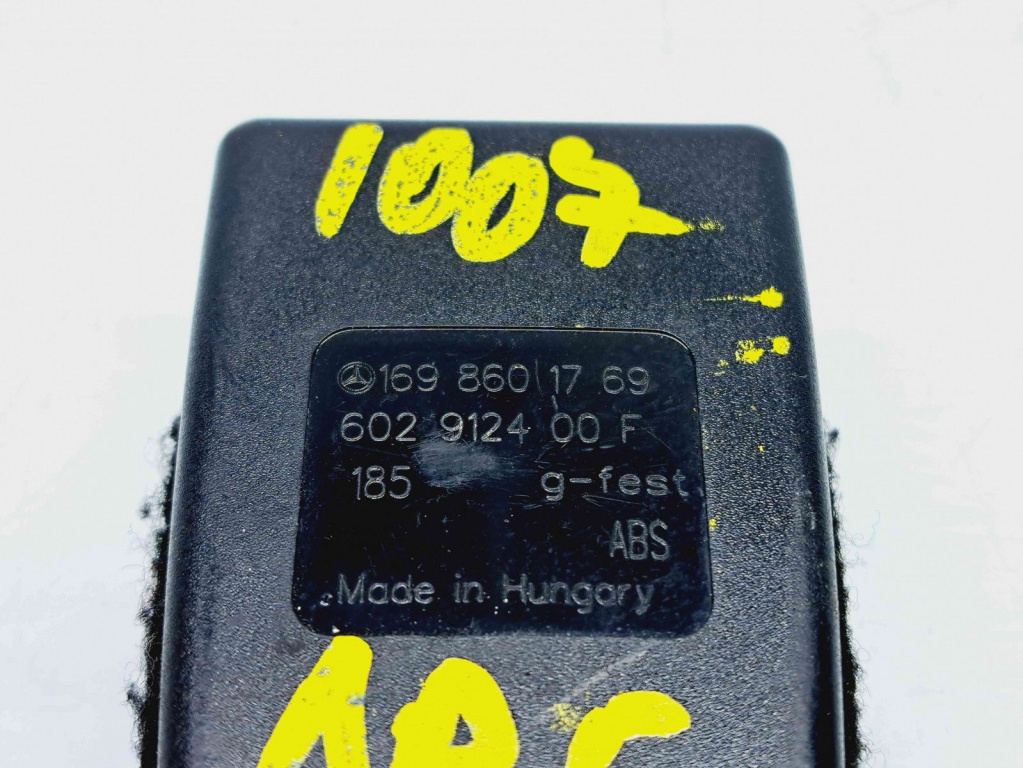 1007
169 860 17 69
602 9124 00 F
185 g-fest
ABS
Made in Hungary